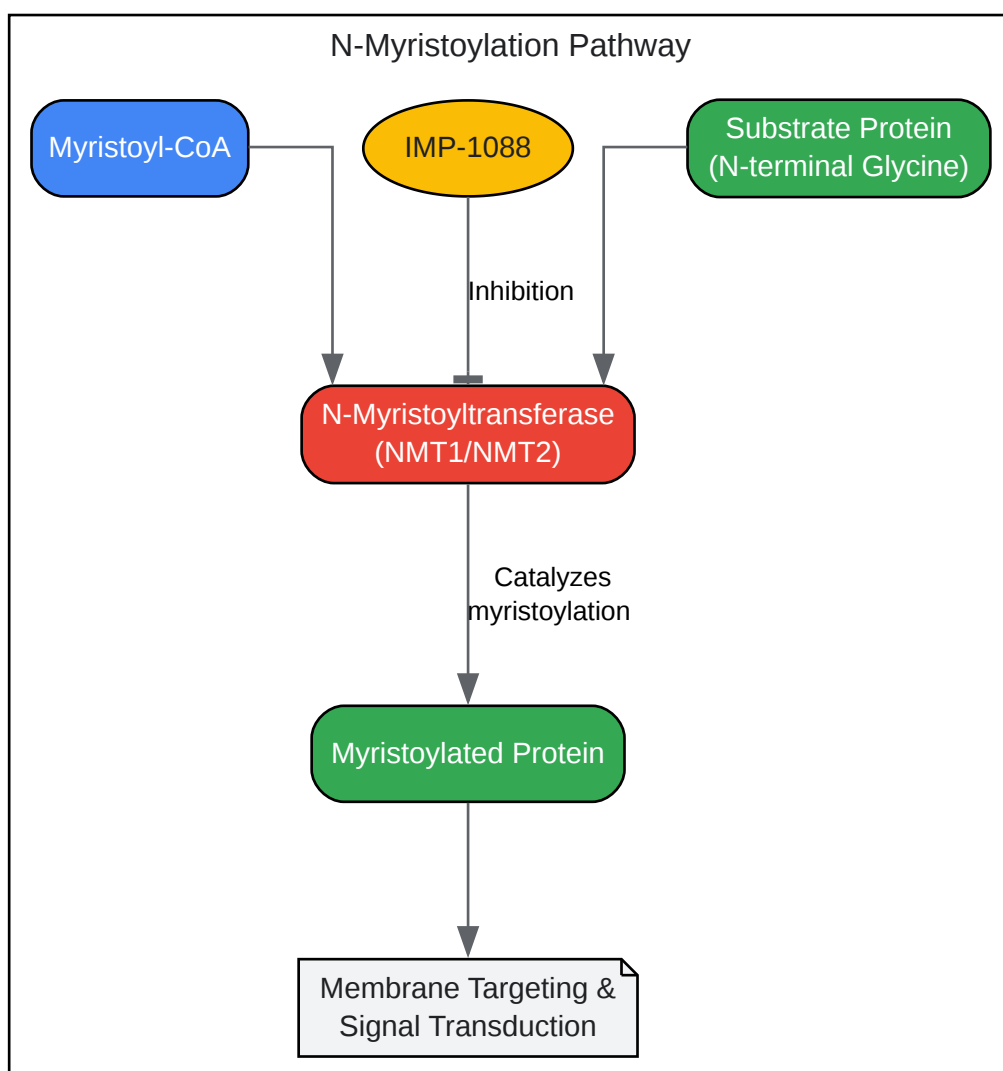 N-Myristoylation Pathway
Myristoyl-CoA
IMP-1088
Substrate Protein
(N-terminal Glycine)
Inhibition
N-Myristoyltransferase
(NMT1/NMT2)
Catalyzes
myristoylation
Myristoylated Protein
Membrane Targeting &
Signal Transduction